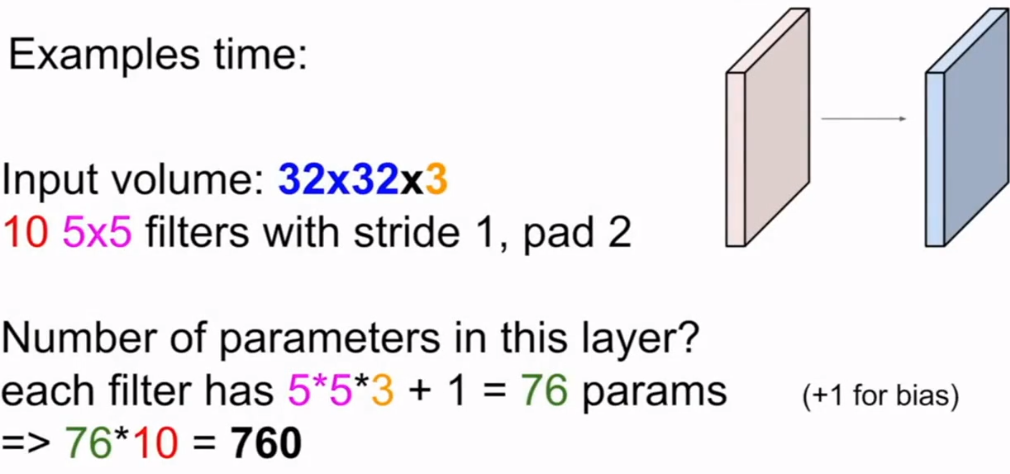 Examples time:
Input volume: 32x32x3
10 5x5 filters with stride 1, pad 2
Number of parameters in this layer?
each filter has 5*5*3 + 1 = 76 params (+1 for bias)
=> 76*10 = 760